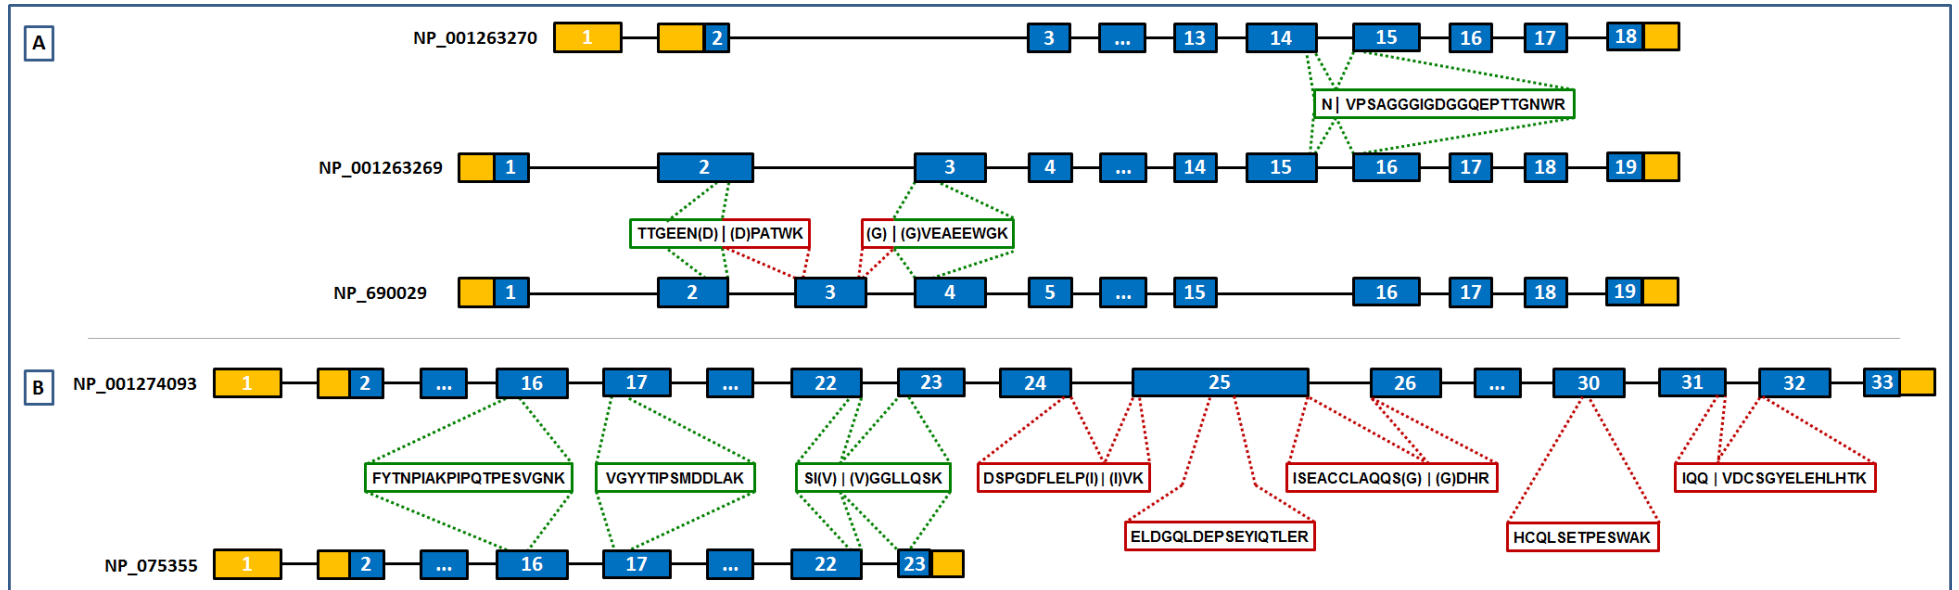 A
NP_001263270 1 2 3 ... 13 14 15 16 17 18
N | VPSAGGGIGDGGQEPTTGNWR
NP_001263269 1 2 3 4 ... 14 15 16 17 18 19
TTGEEN(D) | (D)PATWK (G) | (G)VEAEEWGK
NP_690029 1 2 3 4 5 ... 15 16 17 18 19
B
NP_001274093 1 2 ... 16 17 ... 22 23 24 25 26 ... 30 31 32 33
FYTNPIAKPIPQTPESVGNK VGYYTIPSMDDLAK SI(V) | (V)GGLLQSK DSPGDFLELP(I) | (I)VK ISEACCLAQQS(G) | (G)DHR IQQ | VDCSGYELEHLHTK
ELDGQLDEPSEYIQTLER HCQLSETPESWAK
NP_075355 1 2 ... 16 17 ... 22 23